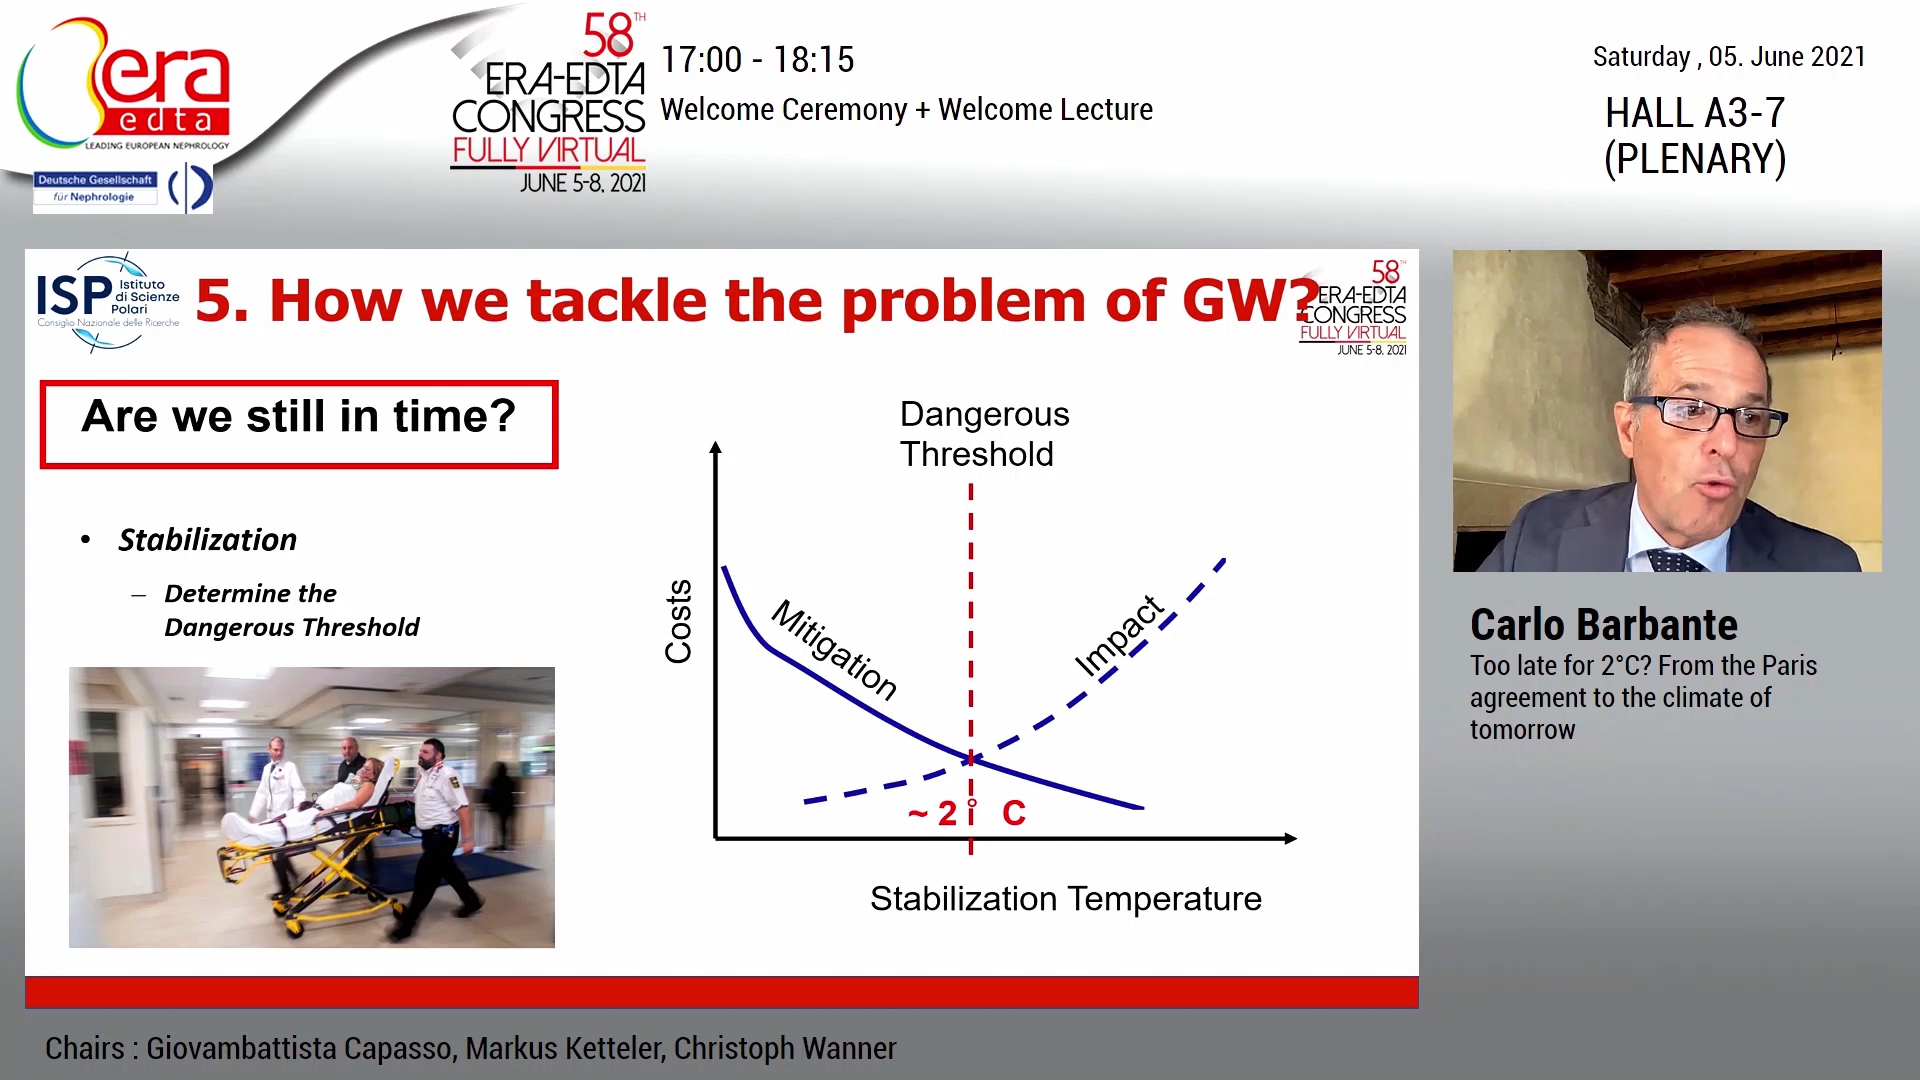 era
edta
LEADING EUROPEAN NEPHROLOGY
Deutsche Gesellschaft
für Nephrologie
58TH
ERA-EDTA
CONGRESS
FULLY VIRTUAL
JUNE 5-8, 2021
17:00 - 18:15
Welcome Ceremony + Welcome Lecture
Saturday , 05. June 2021
HALL A3-7
(PLENARY)
ISP
Istituto
di Scienze
Polari
Consiglio Nazionale delle Ricerche
5. How we tackle the problem of GW?
58TH
ERA-EDTA
CONGRESS
FULLY VIRTUAL
JUNE 5-8, 2021
Are we still in time?
• Stabilization
– Determine the
Dangerous Threshold
Dangerous
Threshold
Costs
Mitigation
Impact
~ 2° C
Stabilization Temperature
Carlo Barbante
Too late for 2°C? From the Paris
agreement to the climate of
tomorrow
Chairs : Giovambattista Capasso, Markus Ketteler, Christoph Wanner